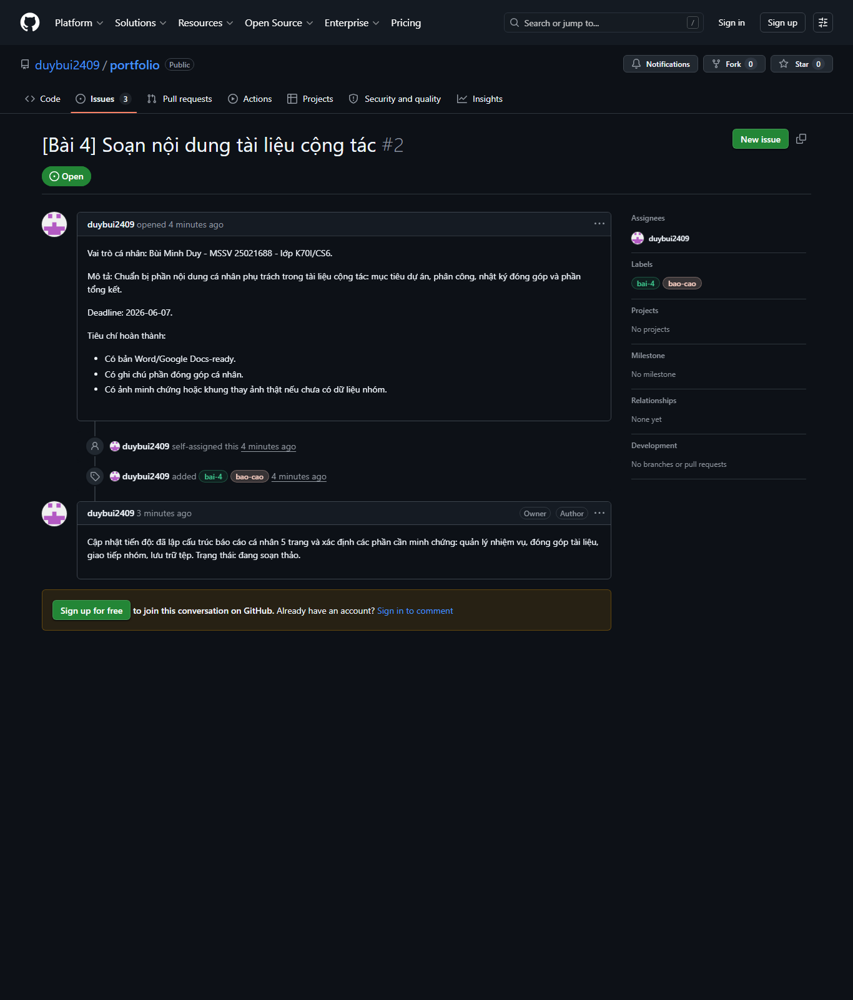 Platform Solutions Resources Open Source Enterprise Pricing Search or jump to... / Sign in Sign up
duybui2409 / portfolio Public Notifications Fork 0 Star 0
Code Issues 3 Pull requests Actions Projects Security and quality Insights
[Bài 4] Soạn nội dung tài liệu cộng tác #2 New issue
Open
duybui2409 opened 4 minutes ago
Vai trò cá nhân: Bùi Minh Duy - MSSV 25021688 - lớp K70I/CS6.
Mô tả: Chuẩn bị phần nội dung cá nhân phụ trách trong tài liệu cộng tác: mục tiêu dự án, phân công, nhật ký đóng góp và phần
tổng kết.
Deadline: 2026-06-07.
Tiêu chí hoàn thành:
• Có bản Word/Google Docs-ready.
• Có ghi chú phần đóng góp cá nhân.
• Có ảnh minh chứng hoặc khung thay ảnh thật nếu chưa có dữ liệu nhóm.
duybui2409 self-assigned this 4 minutes ago
duybui2409 added bai-4 bao-cao 4 minutes ago
duybui2409 3 minutes ago Owner Author
Cập nhật tiến độ: đã lập cấu trúc báo cáo cá nhân 5 trang và xác định các phần cần minh chứng: quản lý nhiệm vụ, đóng góp tài liệu,
giao tiếp nhóm, lưu trữ tệp. Trạng thái: đang soạn thảo.
Sign up for free to join this conversation on GitHub. Already have an account? Sign in to comment
Assignees
duybui2409
Labels
bai-4 bao-cao
Projects
No projects
Milestone
No milestone
Relationships
None yet
Development
No branches or pull requests